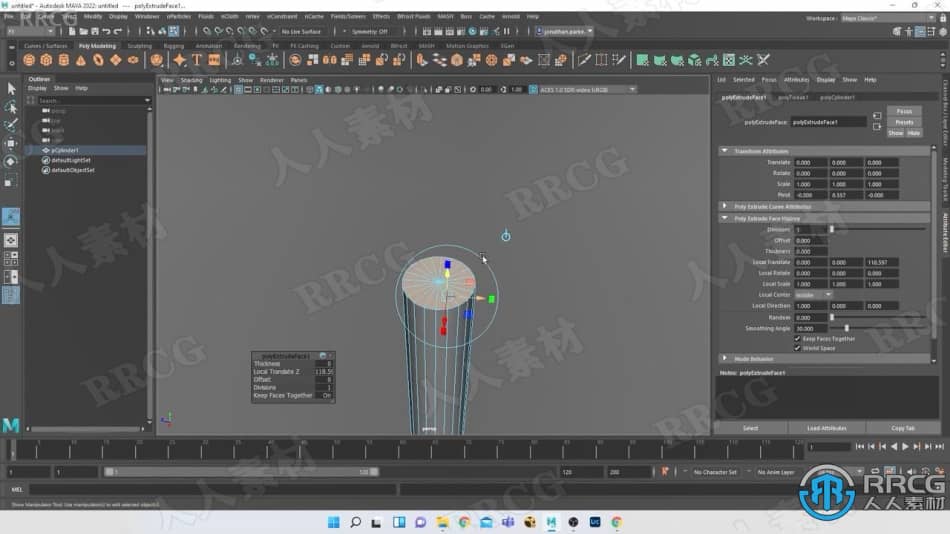 untitled* - Autodesk MAYA 2022: untitled --- polyExtrudeFace1...
File Edit Create Select Modify Display Windows nParticles Fluids nCloth nHair nConstraint nCache Fields/Solvers Effects Bifrost Fluids MASH Boss Cache Arnold Help
Workspace : Maya Classic*
FX No Live Surface Symmetry: Off jonathan.parke..
Curves / Surfaces Poly Modeling Sculpting Rigging Animation Rendering FX FX Caching Custom Arnold Bifrost MASH Motion Graphics XGen
Outliner
Display Show Help
Search...
persp
top
front
side
pCylinder1
defaultLightSet
defaultObjectSet
View Shading Lighting Show Renderer Panels
0.00 1.00 ACES 1.0 SDR-video (sRGB)
polyExtrudeFace1
Thickness 0
Local Translate Z 118.59
Offset 0
Divisions 1
Keep Faces Together On
persp
List Selected Focus Attributes Display Show Help
polyExtrudeFace1 polyTweak1 polyCylinder1
Focus
polyExtrudeFace: polyExtrudeFace1 Presets
Show Hide
Transform Attributes
Translate 0.000 0.000 0.000
Rotate 0.000 0.000 0.000
Scale 1.000 1.000 1.000
Pivot -0.000 8.557 -0.000
Poly Extrude Curve Attributes
Poly Extrude Face History
Divisions 1
Offset 0.000
Thickness 0.000
Local Translate 0.000 0.000 118.597
Local Rotate 0.000 0.000 0.000
Local Scale 1.000 1.000 1.000
Local Center Middle
Local Direction 1.000 0.000 0.000
Random 0.000
Smoothing Angle 30.000
Keep Faces Together
World Space
Node Behavior
Notes: polyExtrudeFace1
Select Load Attributes Copy Tab
Channel Box / Layer Editor
Modeling Toolkit
Attribute Editor
1 1 1 120 120 200 No Character Set No Anim Layer
MEL
Show Manipulator Tool: Use manipulator(s) to edit selected object(s).
RRCG
人人素材